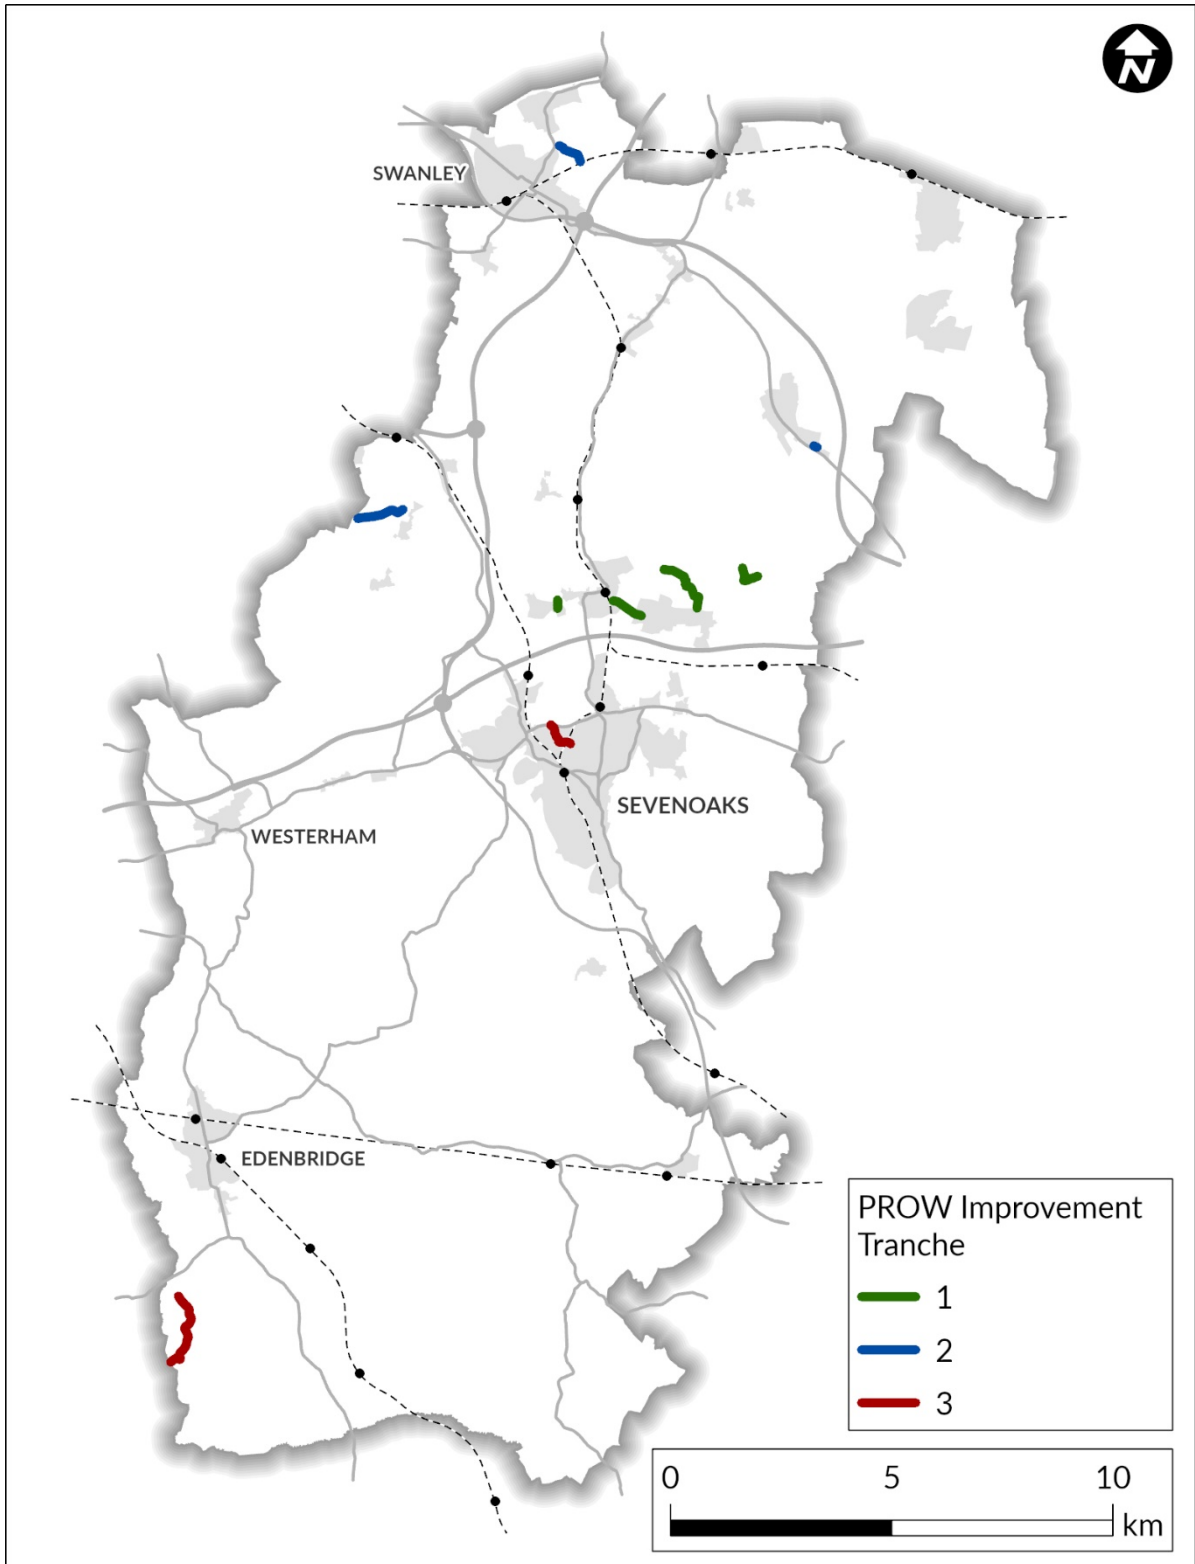 N
SWANLEY
SEVENOAKS
WESTERHAM
EDENBRIDGE
PROW Improvement
Tranche
1
2
3
0 5 10
km